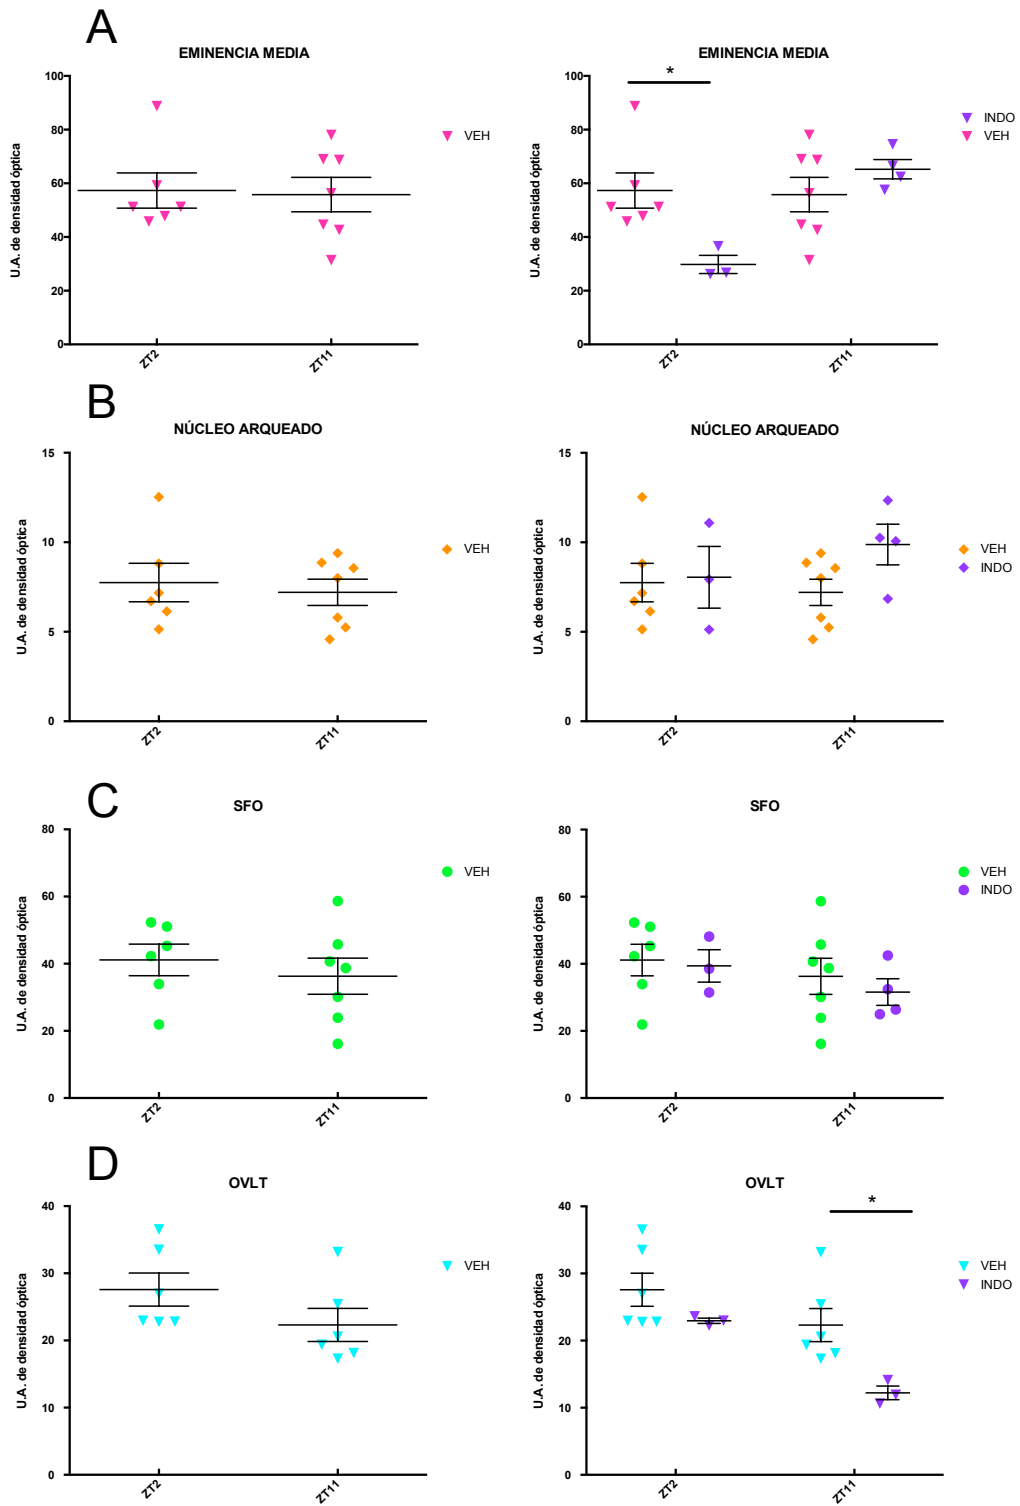 A
EMINENCIA MEDIA
U.A. de densidad óptica
100
80
60
40
20
0
ZT2
ZT11
VEH
EMINENCIA MEDIA
*
U.A. de densidad óptica
100
80
60
40
20
0
ZT2
ZT11
INDO
VEH
B
NÚCLEO ARQUEADO
U.A. de densidad óptica
15
10
5
0
ZT2
ZT11
VEH
NÚCLEO ARQUEADO
U.A. de densidad óptica
15
10
5
0
ZT2
ZT11
VEH
INDO
C
SFO
U.A. de densidad óptica
80
60
40
20
0
ZT2
ZT11
VEH
SFO
U.A. de densidad óptica
80
60
40
20
0
ZT2
ZT11
VEH
INDO
D
OVLT
U.A. de densidad óptica
40
30
20
10
0
ZT2
ZT11
VEH
OVLT
*
U.A. de densidad óptica
40
30
20
10
0
ZT2
ZT11
VEH
INDO